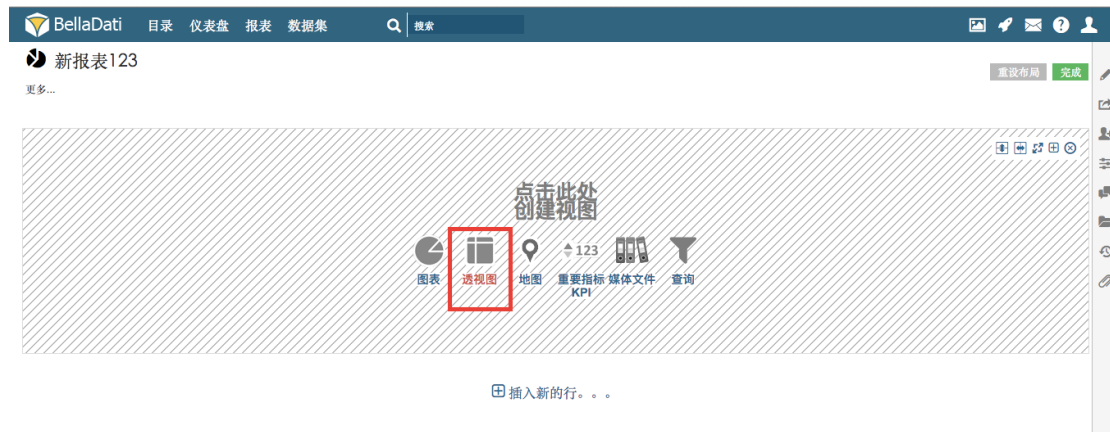 BellaDati 目录 仪表盘 报表 数据集 搜索
新报表123
重设布局 完成
更多...
点击此处
创建视图
123
图表 透视图 地图 重要指标 媒体文件 查询
KPI
插入新的行。。。